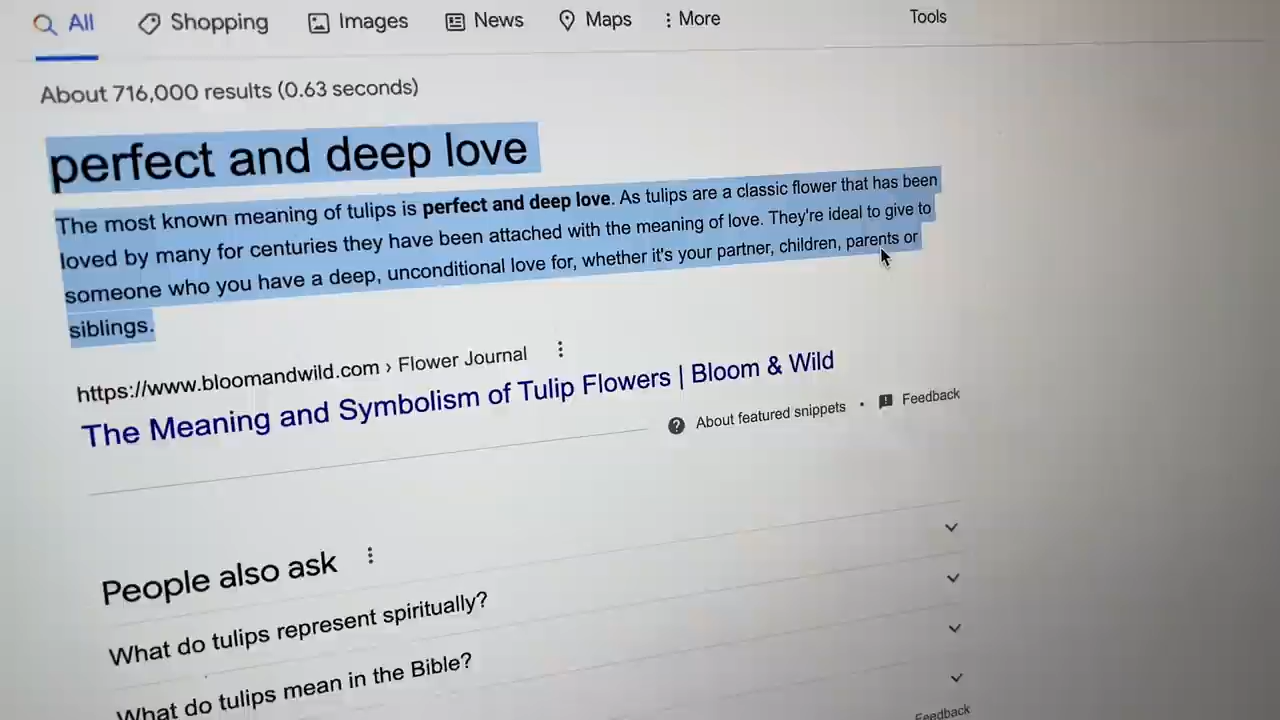 All Shopping Images News Maps More Tools
About 716,000 results (0.63 seconds)
perfect and deep love
The most known meaning of tulips is perfect and deep love. As tulips are a classic flower that has been
loved by many for centuries they have been attached with the meaning of love. They're ideal to give to
someone who you have a deep, unconditional love for, whether it's your partner, children, parents or
siblings.
https://www.bloomandwild.com › Flower Journal
The Meaning and Symbolism of Tulip Flowers | Bloom & Wild
About featured snippets • Feedback
People also ask
What do tulips represent spiritually?
What do tulips mean in the Bible?
Feedback